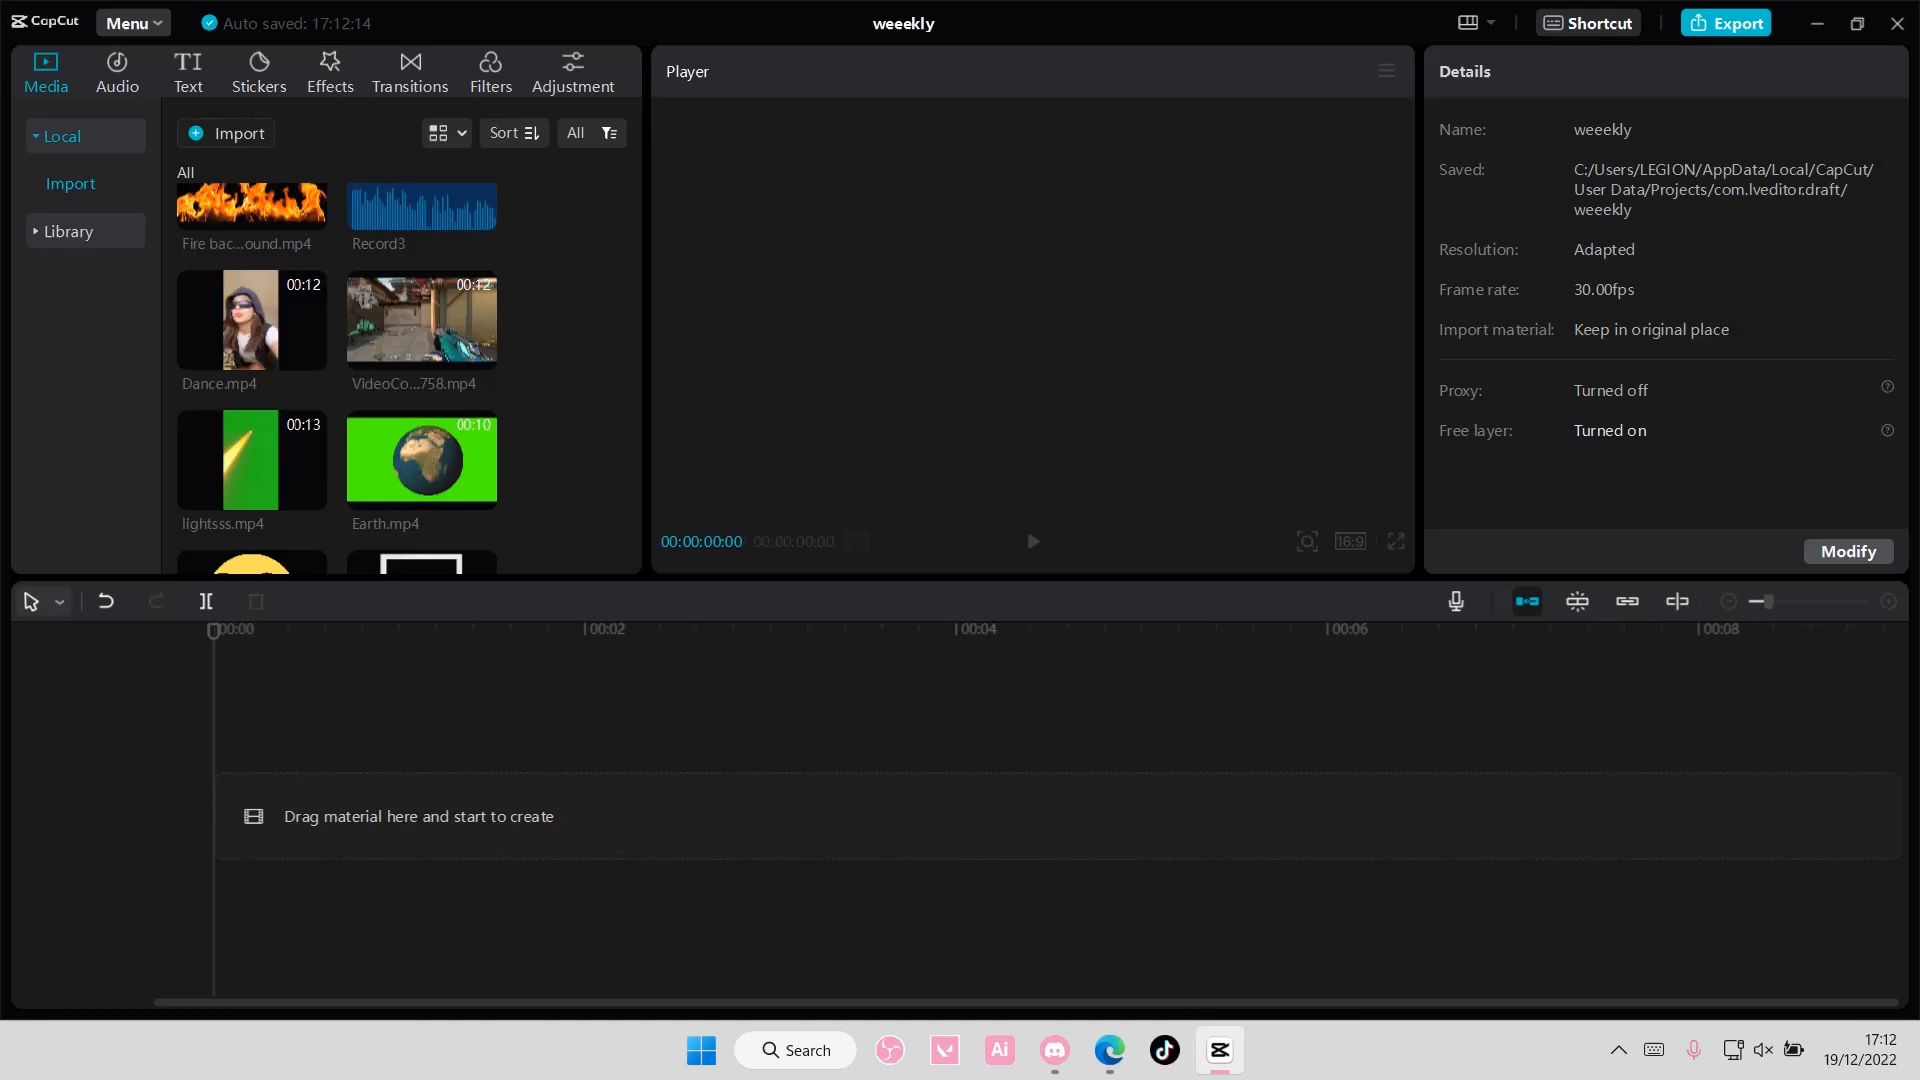 CapCut
Menu
Auto saved: 17:12:14
weeekly
Shortcut
Export
Media
Audio
Text
Stickers
Effects
Transitions
Filters
Adjustment
Local
Import
Library
Import
Sort
All
All
Fire bac...ound.mp4
Record3
00:12
00:12
Dance.mp4
VideoCo...758.mp4
00:13
00:10
lightsss.mp4
Earth.mp4
Player
00:00:00:00
00:00:00:00
16:9
Details
Name:
weeekly
Saved:
C:/Users/LEGION/AppData/Local/CapCut/
User Data/Projects/com.lveditor.draft/
weeekly
Resolution:
Adapted
Frame rate:
30.00fps
Import material:
Keep in original place
Proxy:
Turned off
Free layer:
Turned on
Modify
00:00
00:02
00:04
00:06
00:08
Drag material here and start to create
Search
Ai
17:12
19/12/2022